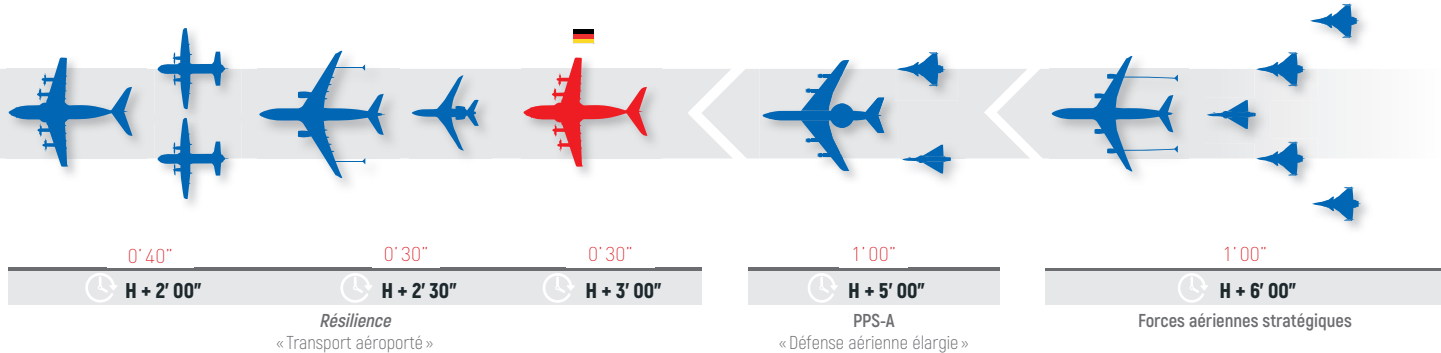 0’ 40”
0’ 30”
0’ 30”
1’ 00”
1’ 00”
H + 2’ 00”
H + 2’ 30”
H + 3’ 00”
H + 5’ 00”
H + 6’ 00”
Résilience
« Transport aéroporté »
PPS-A
« Défense aérienne élargie »
Forces aériennes stratégiques